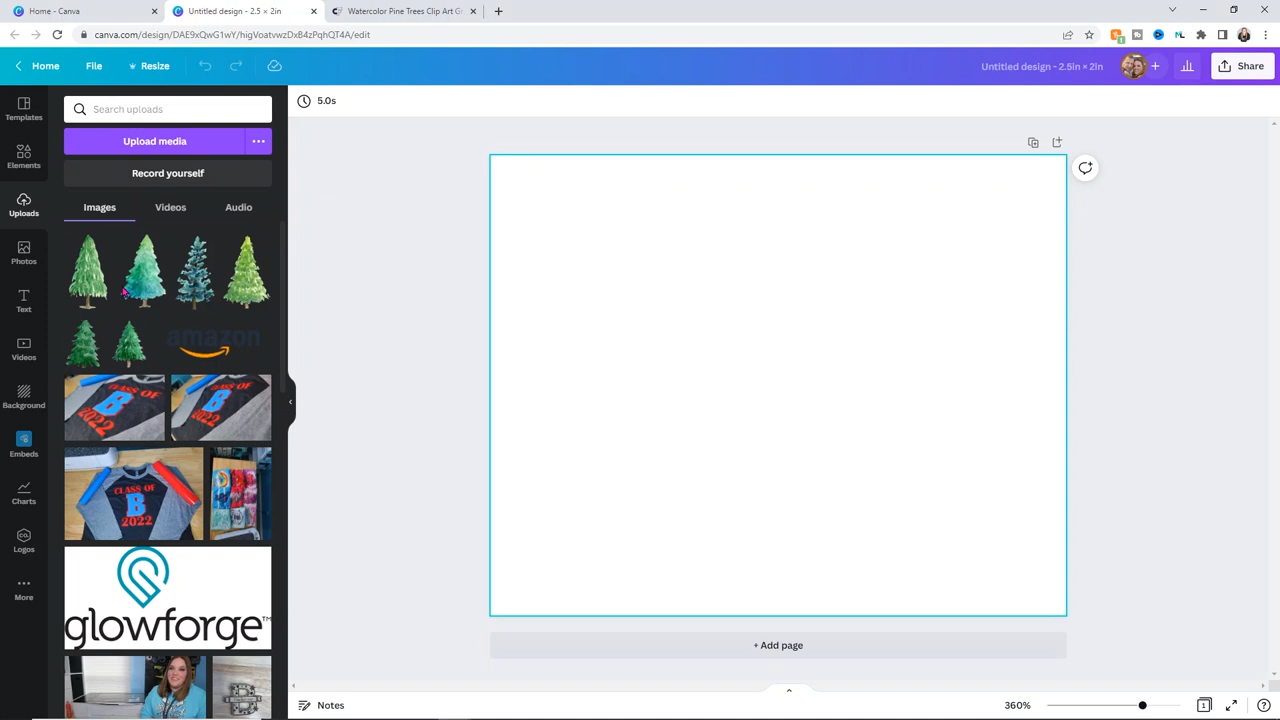 Home - Canva
Untitled design - 2.5 × 2in
Watercolor Pine Trees Clip Art G
canva.com/design/DAE9xQwG1wY/higVoatvwzDxB4zPqhQT4A/edit
Home
File
Resize
Untitled design - 2.5in × 2in
Share
Templates
Elements
Uploads
Photos
Text
Videos
Background
Embeds
Charts
Logos
More
Search uploads
Upload media
Record yourself
Images
Videos
Audio
amazon
CLASS OF
B
2022
CLASS OF
B
2022
CLASS OF
B
2022
glowforge™
5.0s
+ Add page
Notes
360%
1